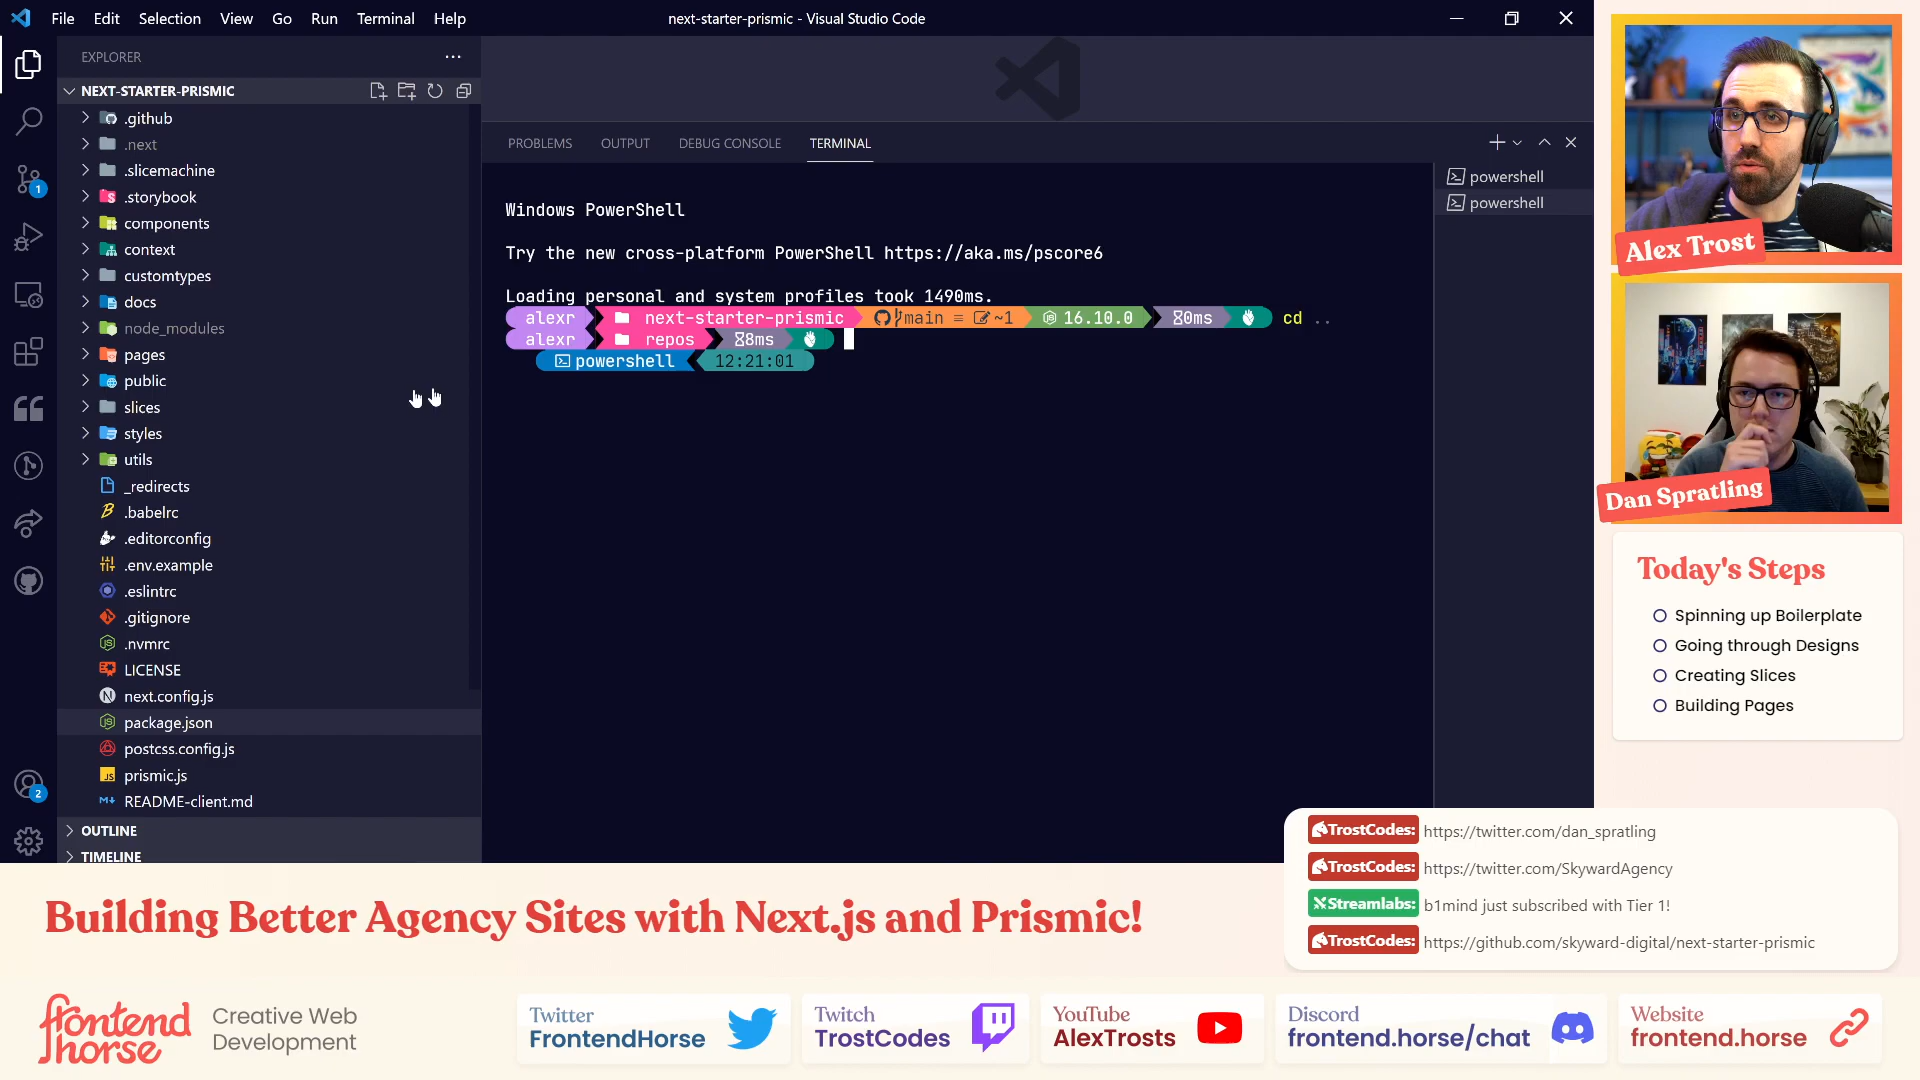 File Edit Selection View Go Run Terminal Help
next-starter-prismic - Visual Studio Code
EXPLORER
NEXT-STARTER-PRISMIC
.github
.next
.slicemachine
.storybook
components
context
customtypes
docs
node_modules
pages
public
slices
styles
utils
_redirects
.babelrc
.editorconfig
.env.example
.eslintrc
.gitignore
.nvmrc
LICENSE
next.config.js
package.json
postcss.config.js
prismic.js
README-client.md
OUTLINE
TIMELINE
1
2
PROBLEMS OUTPUT DEBUG CONSOLE TERMINAL
Windows PowerShell
Try the new cross-platform PowerShell https://aka.ms/pscore6
Loading personal and system profiles took 1490ms.
alexr next-starter-prismic main ≡ ~1 16.10.0 0ms cd ..
alexr repos 8ms
powershell 12:21:01
powershell
powershell
Alex Trost
Dan Spratling
Today's Steps
Spinning up Boilerplate
Going through Designs
Creating Slices
Building Pages
TrostCodes: https://twitter.com/dan_spratling
TrostCodes: https://twitter.com/SkywardAgency
Streamlabs: b1mind just subscribed with Tier 1!
TrostCodes: https://github.com/skyward-digital/next-starter-prismic
Building Better Agency Sites with Next.js and Prismic!
frontend
horse
Creative Web
Development
Twitter
FrontendHorse
Twitch
TrostCodes
YouTube
AlexTrosts
Discord
frontend.horse/chat
Website
frontend.horse